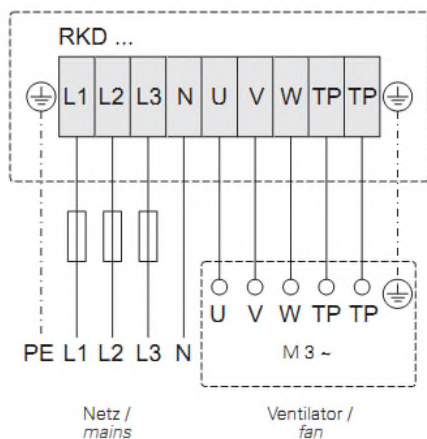 RKD ...
L1 L2 L3 N U V W TP TP
U V W TP TP
PE L1 L2 L3 N
M 3 ~
Netz / Ventilator /
mains fan